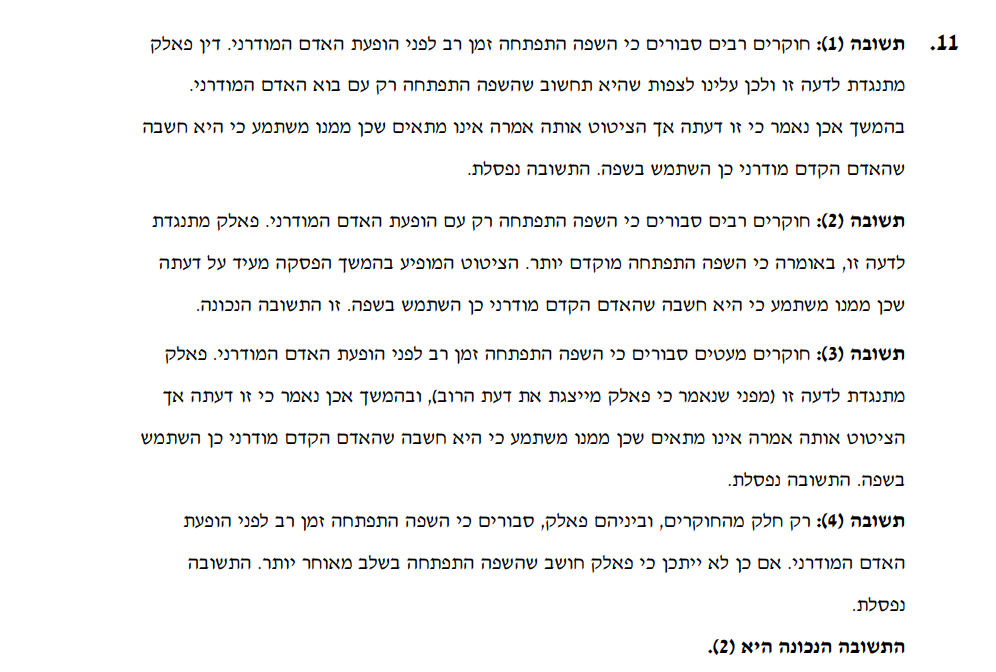 11. תשובה (1): חוקרים רבים סבורים כי השפה התפתחה זמן רב לפני הופעת האדם המודרני. דין פאלק
מתנגדת לדעה זו ולכן עלינו לצפות שהיא תחשוב שהשפה התפתחה רק עם בוא האדם המודרני.
בהמשך אכן נאמר כי זו דעתה אך הציטוט אותה אמרה אינו מתאים שכן ממנו משתמע כי היא חשבה
שהאדם הקדם מודרני כן השתמש בשפה. התשובה נפסלת.
תשובה (2): חוקרים רבים סבורים כי השפה התפתחה רק עם הופעת האדם המודרני. פאלק מתנגדת
לדעה זו, באומרה כי השפה התפתחה מוקדם יותר. הציטוט המופיע בהמשך הפסקה מעיד על דעתה
שכן ממנו משתמע כי היא חשבה שהאדם הקדם מודרני כן השתמש בשפה. זו התשובה הנכונה.
תשובה (3): חוקרים מעטים סבורים כי השפה התפתחה זמן רב לפני הופעת האדם המודרני. פאלק
מתנגדת לדעה זו (מפני שנאמר כי פאלק מייצגת את דעת הרוב), ובהמשך אכן נאמר כי זו דעתה אך
הציטוט אותה אמרה אינו מתאים שכן ממנו משתמע כי היא חשבה שהאדם הקדם מודרני כן השתמש
בשפה. התשובה נפסלת.
תשובה (4): רק חלק מהחוקרים, וביניהם פאלק, סבורים כי השפה התפתחה זמן רב לפני הופעת
האדם המודרני. אם כן לא ייתכן כי פאלק חושב שהשפה התפתחה בשלב מאוחר יותר. התשובה
נפסלת.
התשובה הנכונה היא (2).